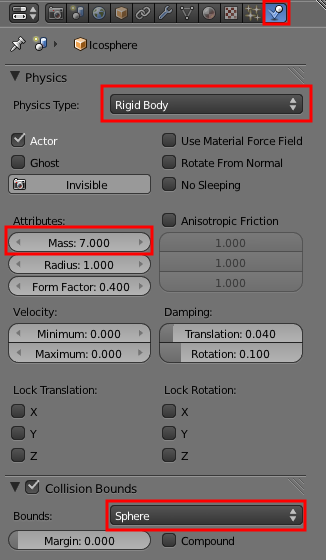 Icosphere
Physics
Physics Type: Rigid Body
Actor Use Material Force Field
Ghost Rotate From Normal
Invisible No Sleeping
Attributes: Anisotropic Friction
Mass: 7.000 1.000
Radius: 1.000 1.000
Form Factor: 0.400 1.000
Velocity: Damping:
Minimum: 0.000 Translation: 0.040
Maximum: 0.000 Rotation: 0.100
Lock Translation: Lock Rotation:
X X
Y Y
Z Z
Collision Bounds
Bounds: Sphere
Margin: 0.000 Compound